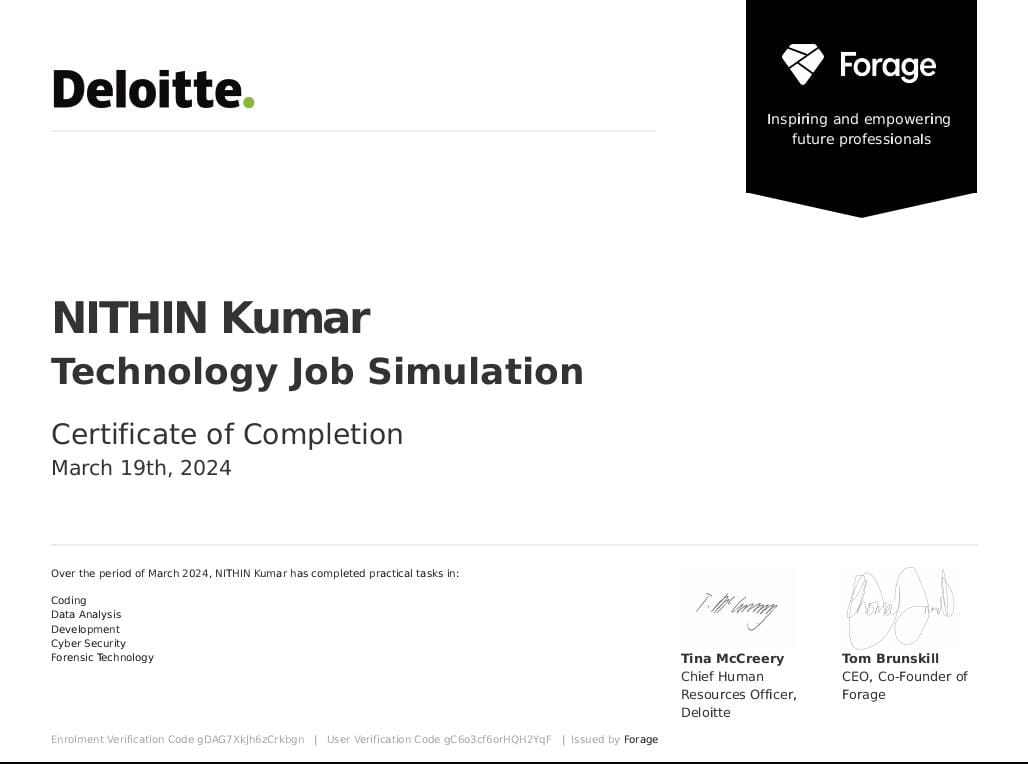 Deloitte.
Forage
Inspiring and empowering
future professionals
NITHIN Kumar
Technology Job Simulation
Certificate of Completion
March 19th, 2024
Over the period of March 2024, NITHIN Kumar has completed practical tasks in:
Coding
Data Analysis
Development
Cyber Security
Forensic Technology
T. McCreery
Tina McCreery
Chief Human
Resources Officer,
Deloitte
Thomas Brunskill
Tom Brunskill
CEO, Co-Founder of
Forage
Enrolment Verification Code gDAG7XkJh6zCrkbgn | User Verification Code gC6o3cf6orHQH2YqF | Issued by Forage